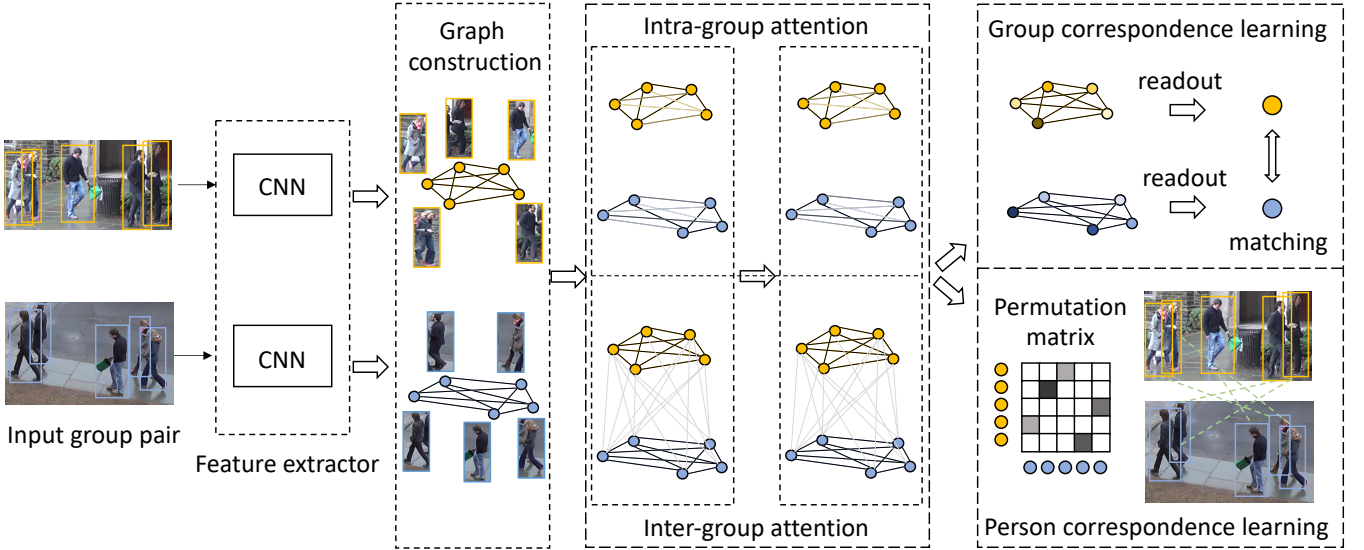 Graph
construction
Intra-group attention
Group correspondence learning
readout
CNN
readout
matching
CNN
Permutation
matrix
Input group pair
Feature extractor
Inter-group attention
Person correspondence learning